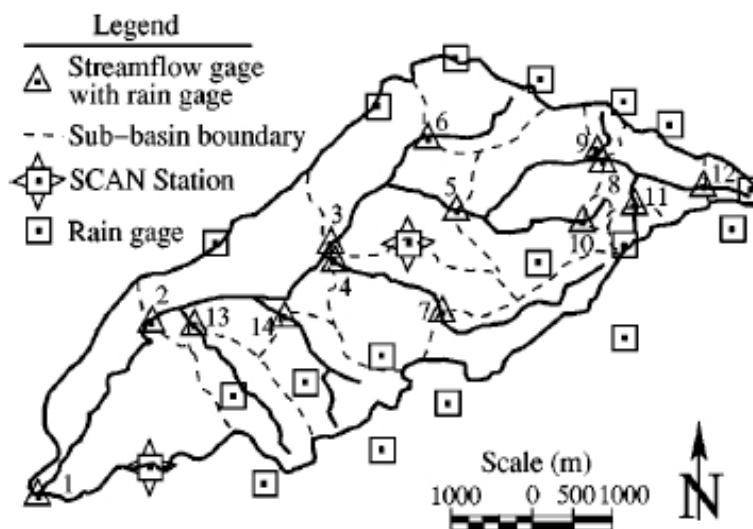 Legend
Streamflow gage
with rain gage
Sub-basin boundary
SCAN Station
Rain gage
6
9
12
8
5
11
3
10
4
7
2
13
14
1
Scale (m)
1000 0 500 1000
N